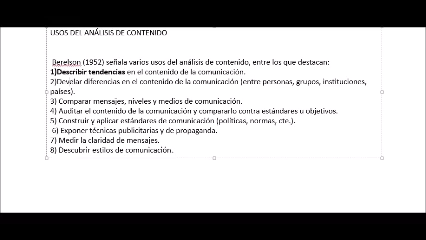 USOS DEL ANÁLISIS DE CONTENIDO
Berelson (1952) señala varios usos del análisis de contenido, entre los que destacan:
1)Describir tendencias en el contenido de la comunicación.
2)Develar diferencias en el contenido de la comunicación (entre personas, grupos, instituciones,
países).
3) Comparar mensajes, niveles y medios de comunicación.
4) Auditar el contenido de la comunicación y compararlo contra estándares u objetivos.
5) Construir y aplicar estándares de comunicación (políticas, normas, cte.).
6) Exponer técnicas publicitarias y de propaganda.
7) Medir la claridad de mensajes.
8) Descubrir estilos de comunicación.